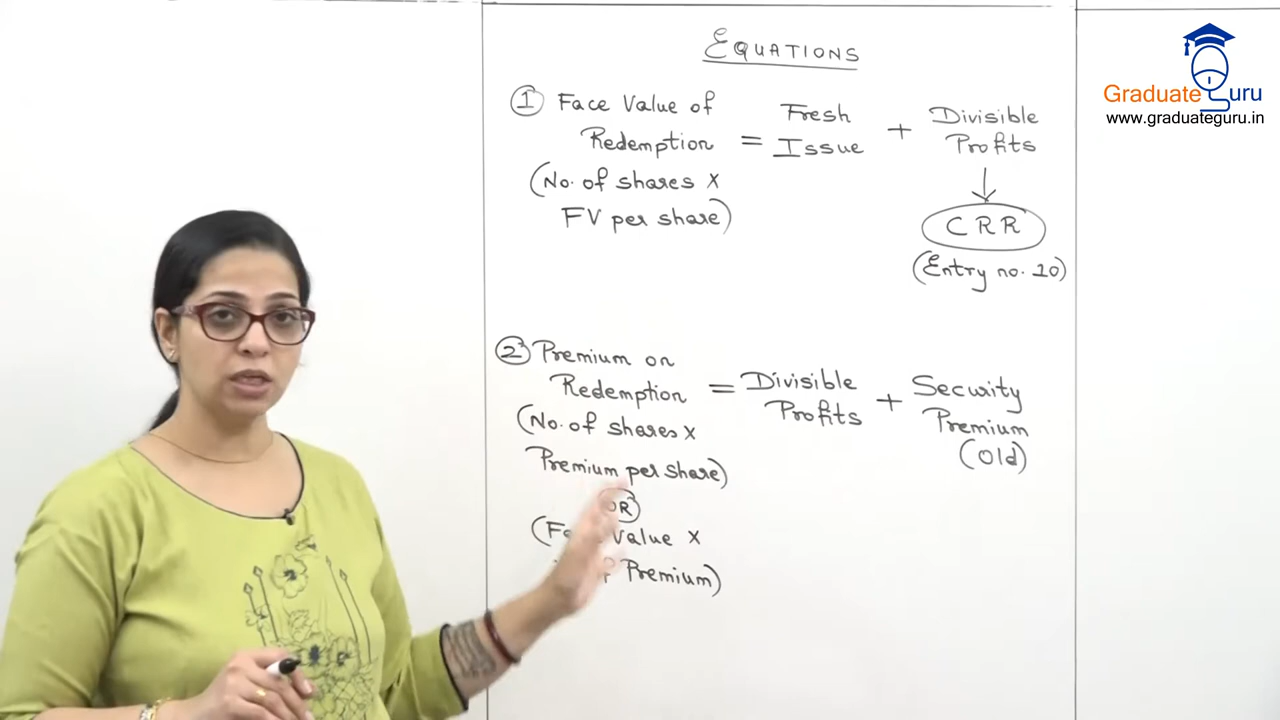 EQUATIONS
① Face Value of
Redemption = Fresh Issue + Divisible Profits
(No. of shares x
FV per share)
CRR
(Entry no. 10)
② Premium on
Redemption = Divisible Profits + Security Premium (Old)
(No. of shares x
Premium per share)
OR
Value x
Premium)
Graduate Guru
www.graduateguru.in